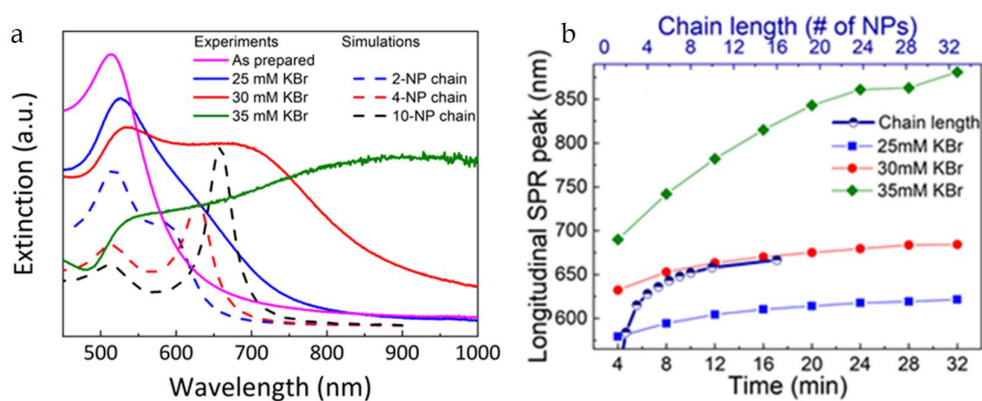 a
Experiments
Simulations
As prepared
25 mM KBr
2-NP chain
30 mM KBr
4-NP chain
35 mM KBr
10-NP chain
Extinction (a.u.)
500 600 700 800 900 1000
Wavelength (nm)
b
Chain length (# of NPs)
0 4 8 12 16 20 24 28 32
850
800
750
700
650
600
Longitudinal SPR peak (nm)
Chain length
25mM KBr
30mM KBr
35mM KBr
4 8 12 16 20 24 28 32
Time (min)